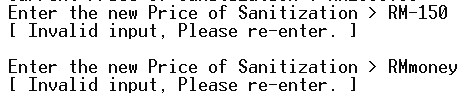 Enter the new Price of Sanitization > RM-150
[ Invalid input, Please re-enter. ]
Enter the new Price of Sanitization > RMmoney
[ Invalid input, Please re-enter. ]